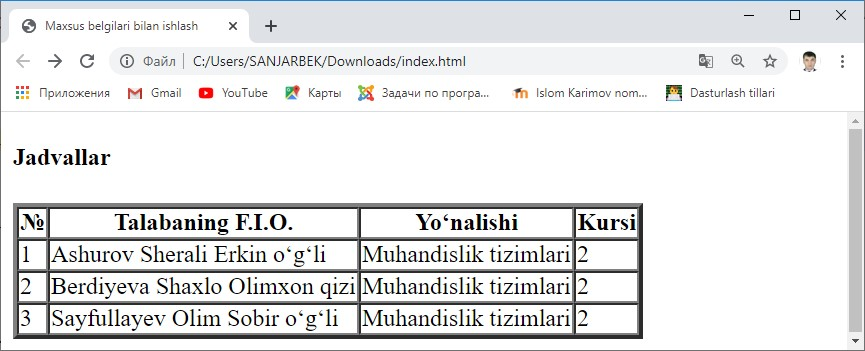 Maxsus belgilari bilan ishlash
Файл C:/Users/SANJARBEK/Downloads/index.html
Приложения Gmail YouTube Карты Задачи по програ... Islom Karimov nom... Dasturlash tillari
Jadvallar
№ Talabaning F.I.O. Yo‘nalishi Kursi
1 Ashurov Sherali Erkin o‘g‘li Muhandislik tizimlari 2
2 Berdiyeva Shaxlo Olimxon qizi Muhandislik tizimlari 2
3 Sayfullayev Olim Sobir o‘g‘li Muhandislik tizimlari 2